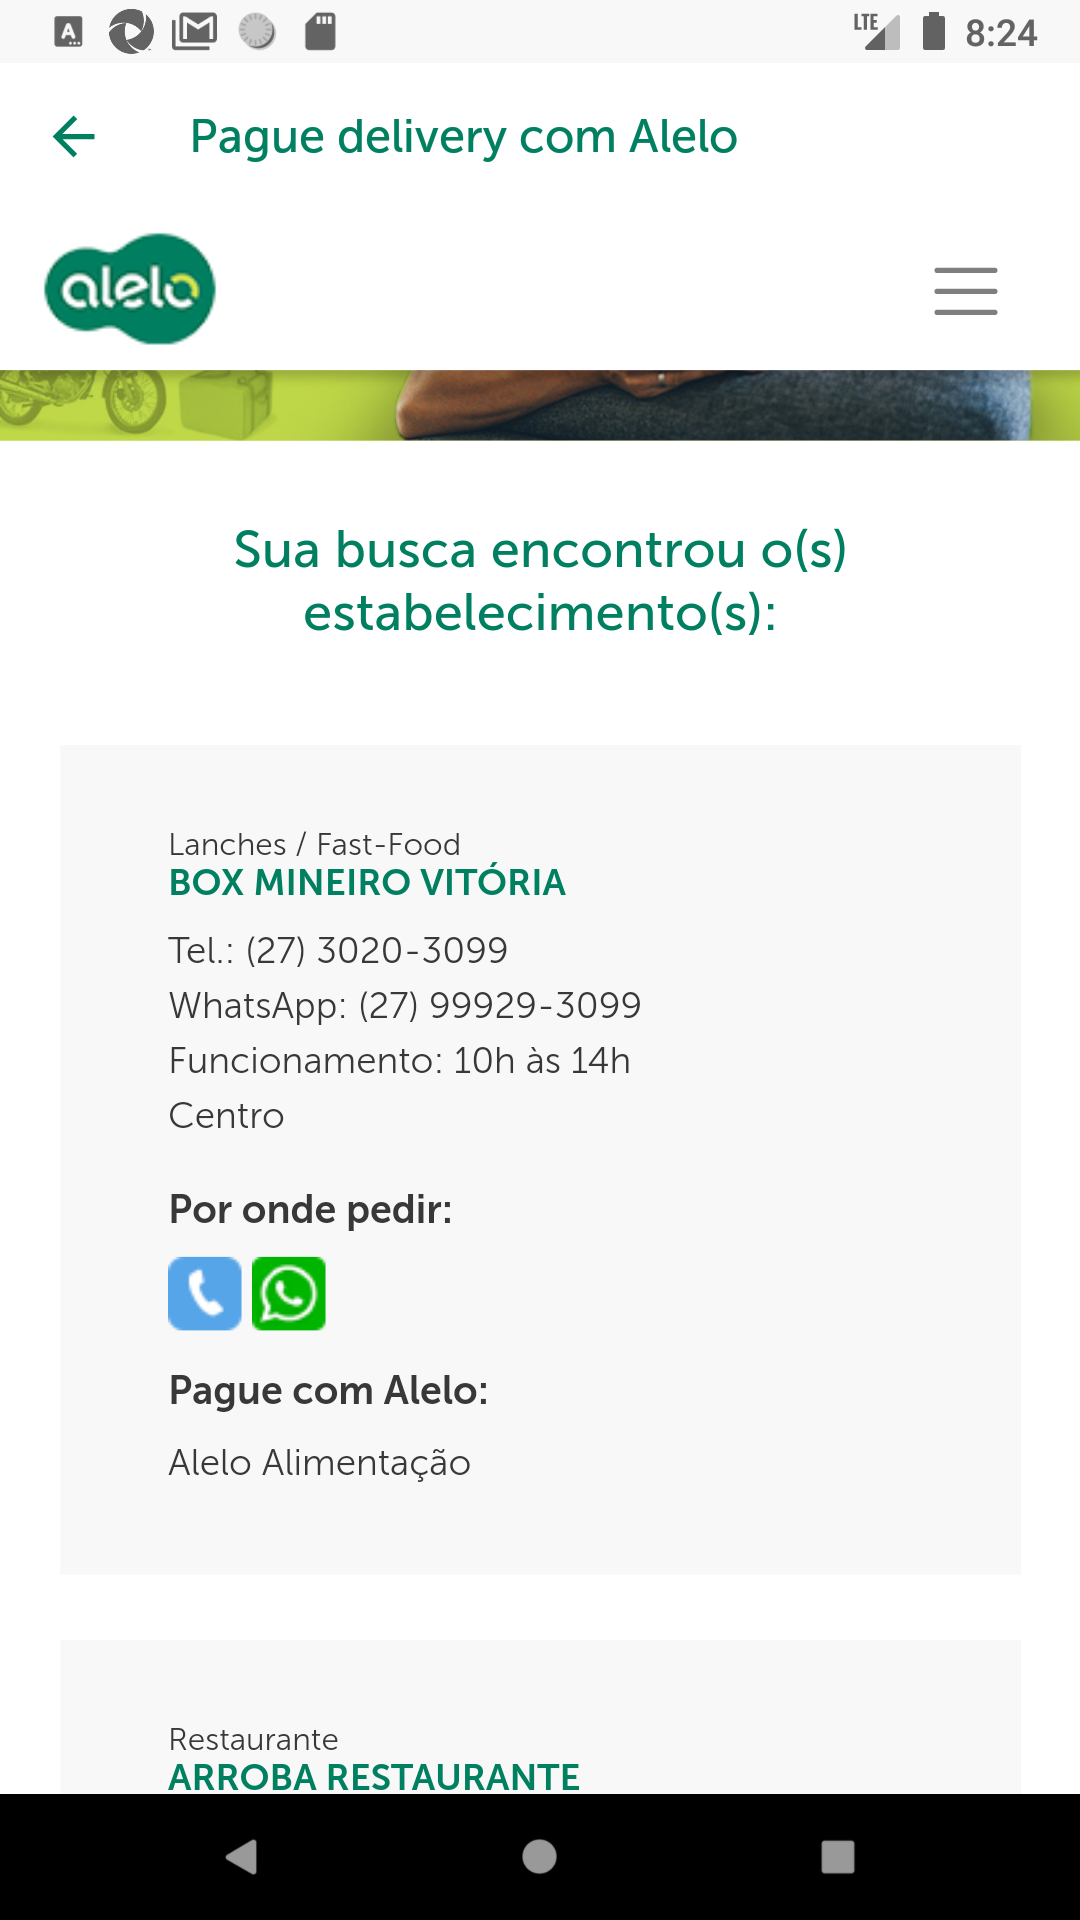 LTE 8:24
Pague delivery com Alelo
alelo
Sua busca encontrou o(s)
estabelecimento(s):
Lanches / Fast-Food
BOX MINEIRO VITÓRIA
Tel.: (27) 3020-3099
WhatsApp: (27) 99929-3099
Funcionamento: 10h às 14h
Centro
Por onde pedir:
Pague com Alelo:
Alelo Alimentação
Restaurante
ARROBA RESTAURANTE